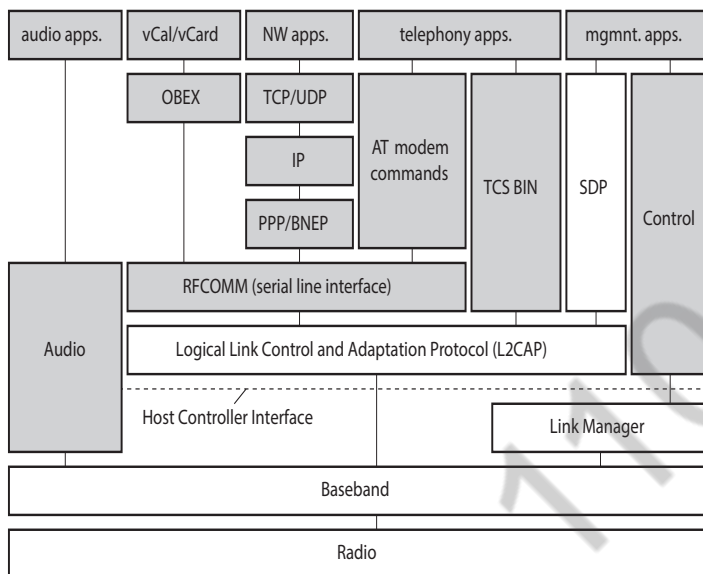 audio apps.
vCal/vCard
NW apps.
telephony apps.
mgmnt. apps.
OBEX
TCP/UDP
AT modem
commands
TCS BIN
SDP
Control
IP
PPP/BNEP
Audio
RFCOMM (serial line interface)
Logical Link Control and Adaptation Protocol (L2CAP)
Host Controller Interface
Link Manager
Baseband
Radio
110